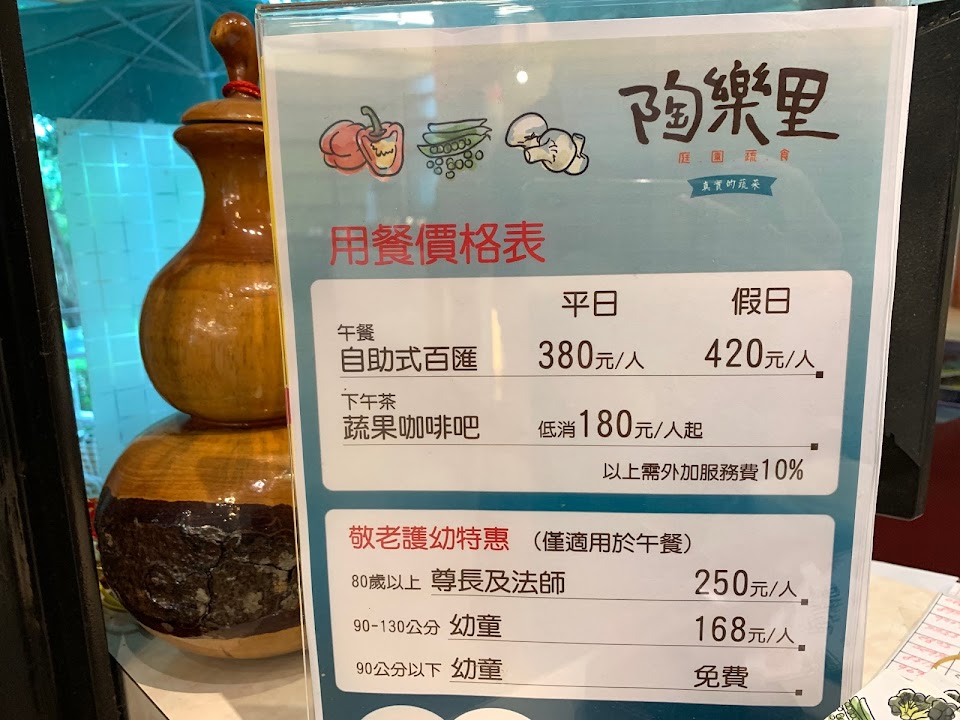 陶樂里
庭園蔬食
真實的蔬菜
用餐價格表
平日 假日
午餐
自助式百匯 380元/人 420元/人
下午茶
蔬果咖啡吧 低消180元/人起
以上需外加服務費10%
敬老護幼特惠 (僅適用於午餐)
80歲以上 尊長及法師 250元/人
90-130公分 幼童 168元/人
90公分以下 幼童 免費